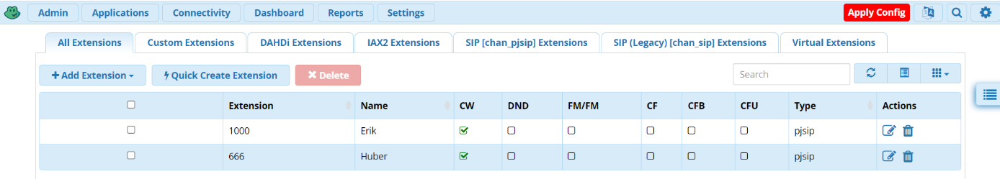 Admin Applications Connectivity Dashboard Reports Settings Apply Config
All Extensions Custom Extensions DAHDi Extensions IAX2 Extensions SIP [chan_pjsip] Extensions SIP (Legacy) [chan_sip] Extensions Virtual Extensions
Add Extension Quick Create Extension Delete Search
Extension Name CW DND FM/FM CF CFB CFU Type Actions
1000 Erik pjsip
666 Huber pjsip